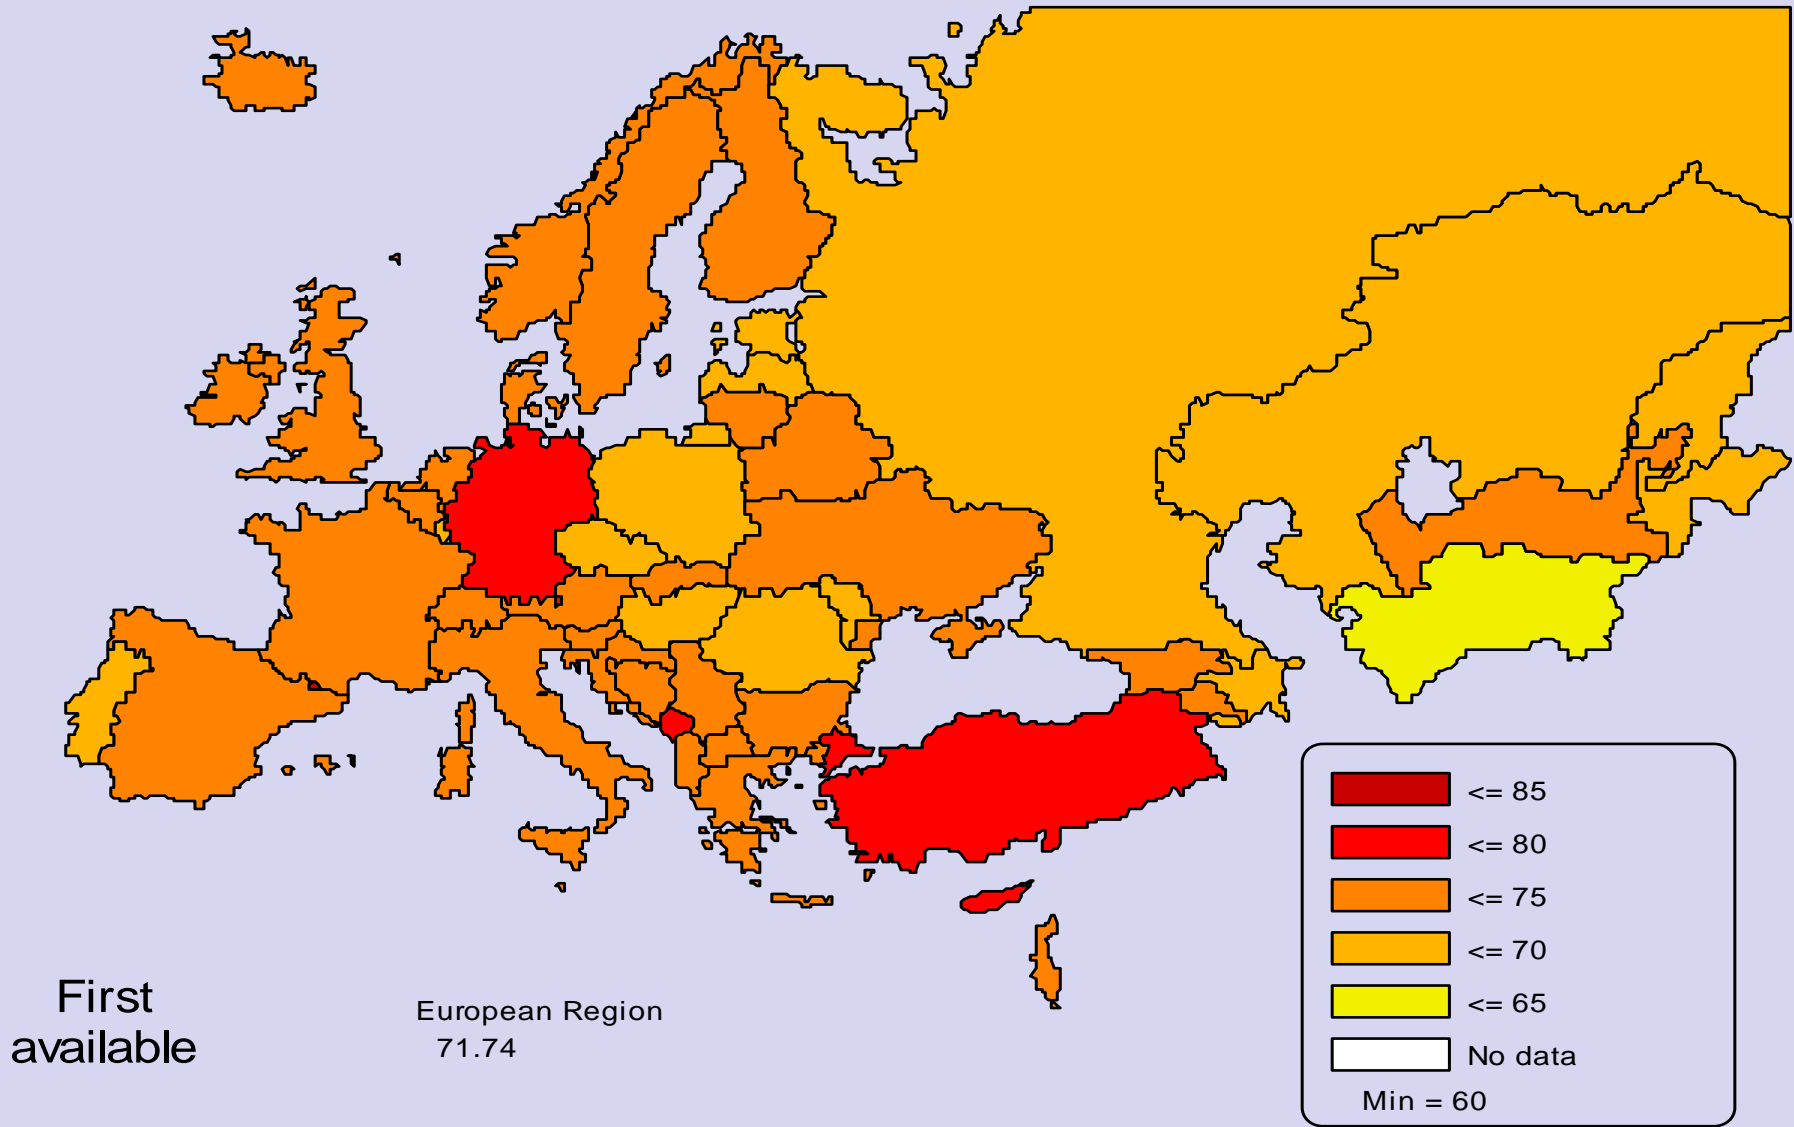 <= 85
<= 80
<= 75
<= 70
<= 65
No data
Min = 60
First
available
European Region
71.74